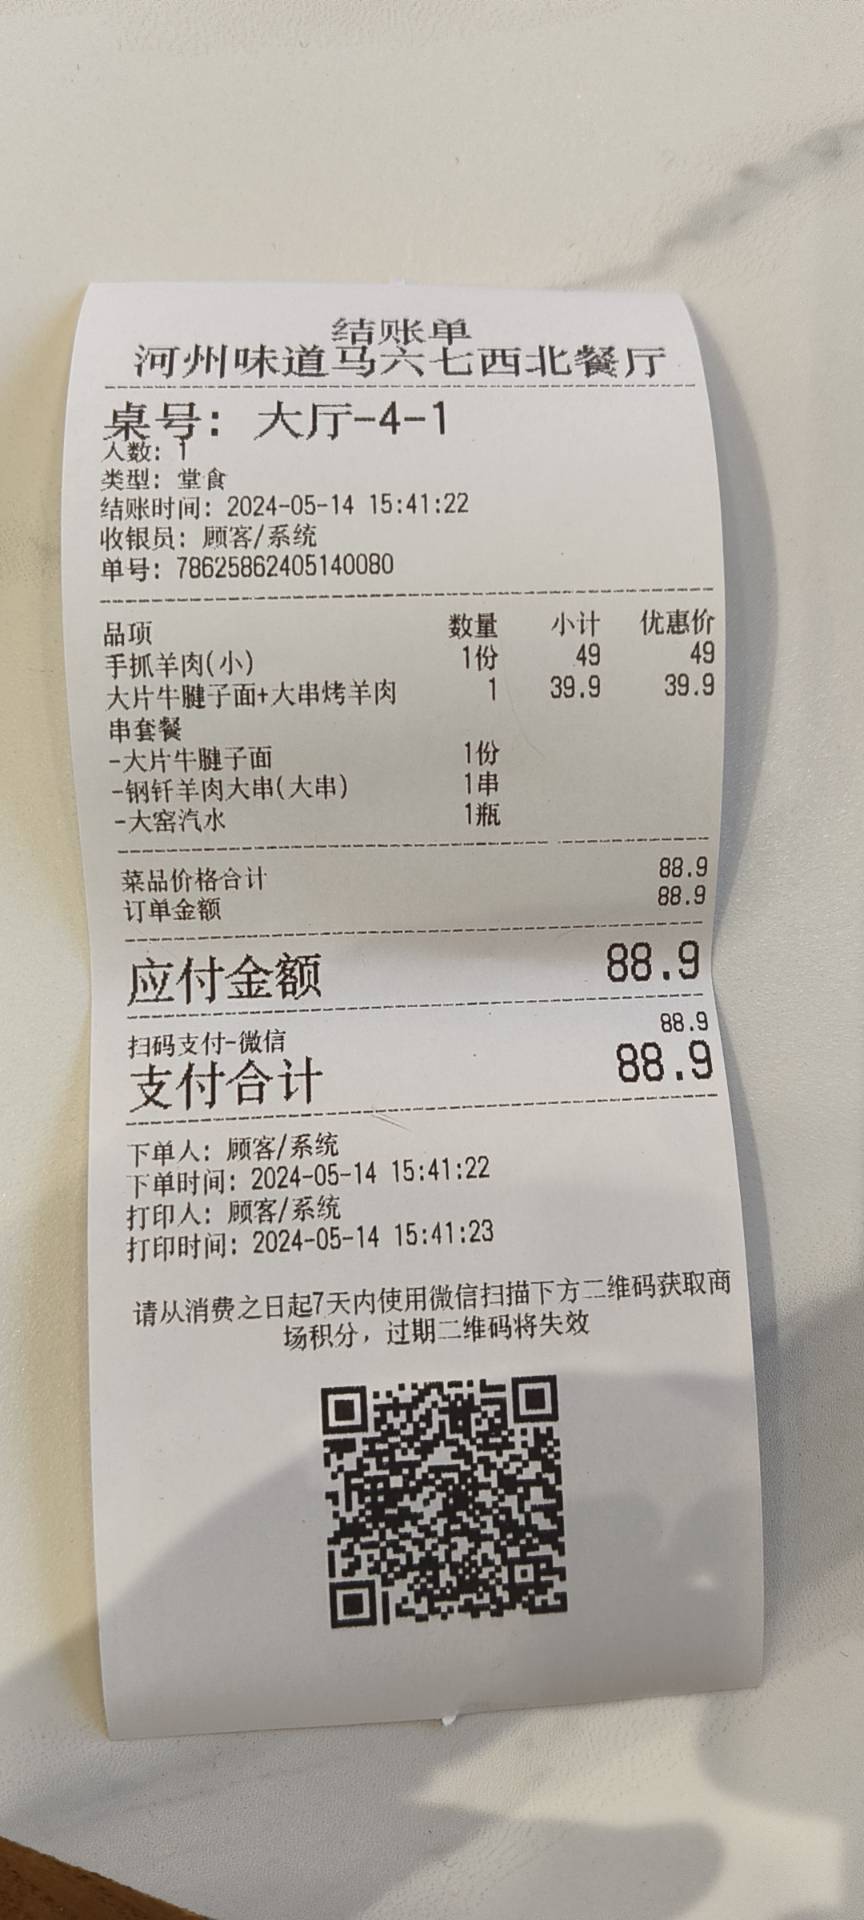 结账单
河州味道马六七西北餐厅
桌号: 大厅-4-1
人数: 1
类型: 堂食
结账时间: 2024-05-14 15:41:22
收银员: 顾客/系统
单号: 78625862405140080
品项 数量 小计 优惠价
手抓羊肉(小) 1份 49 49
大片牛腱子面+大串烤羊肉 1 39.9 39.9
串套餐
-大片牛腱子面 1份
-钢钎羊肉大串(大串) 1串
-大窑汽水 1瓶
菜品价格合计 88.9
订单金额 88.9
应付金额 88.9
扫码支付-微信 88.9
支付合计 88.9
下单人: 顾客/系统
下单时间: 2024-05-14 15:41:22
打印人: 顾客/系统
打印时间: 2024-05-14 15:41:23
请从消费之日起7天内使用微信扫描下方二维码获取商
场积分，过期二维码将失效